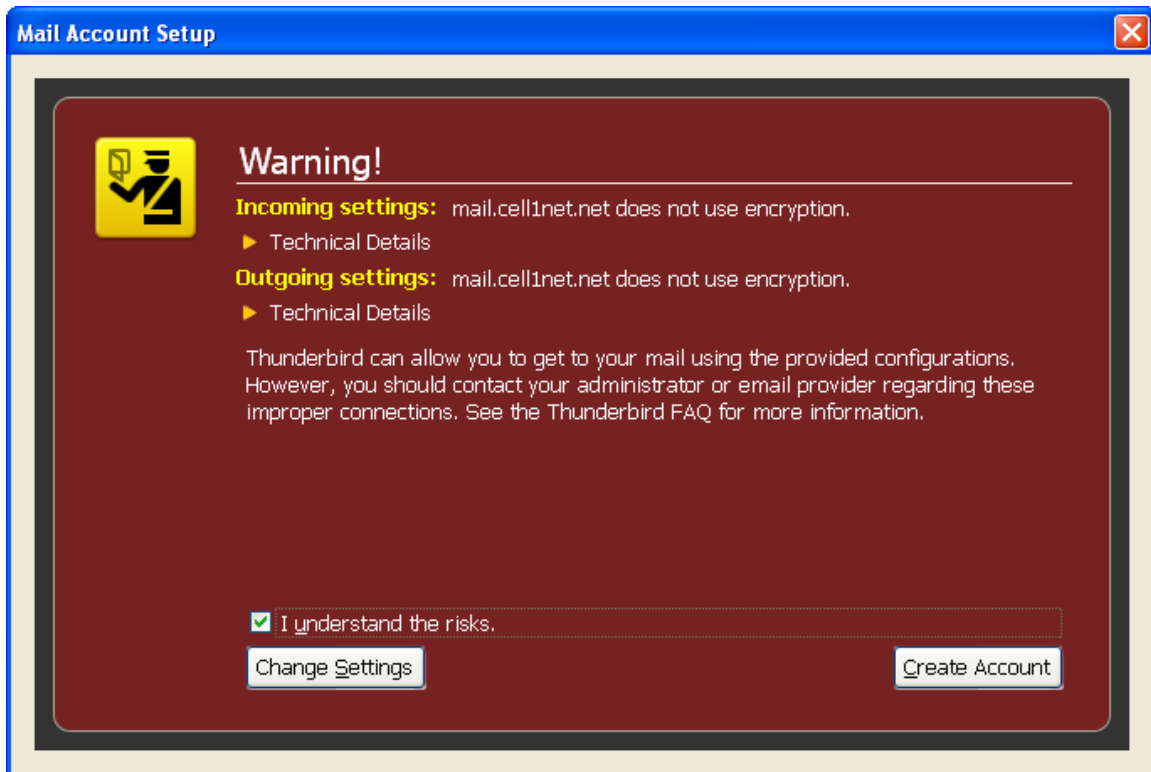 Mail Account Setup
Warning!
Incoming settings: mail.cell1net.net does not use encryption.
Technical Details
Outgoing settings: mail.cell1net.net does not use encryption.
Technical Details
Thunderbird can allow you to get to your mail using the provided configurations.
However, you should contact your administrator or email provider regarding these
improper connections. See the Thunderbird FAQ for more information.
I understand the risks.
Change Settings
Create Account